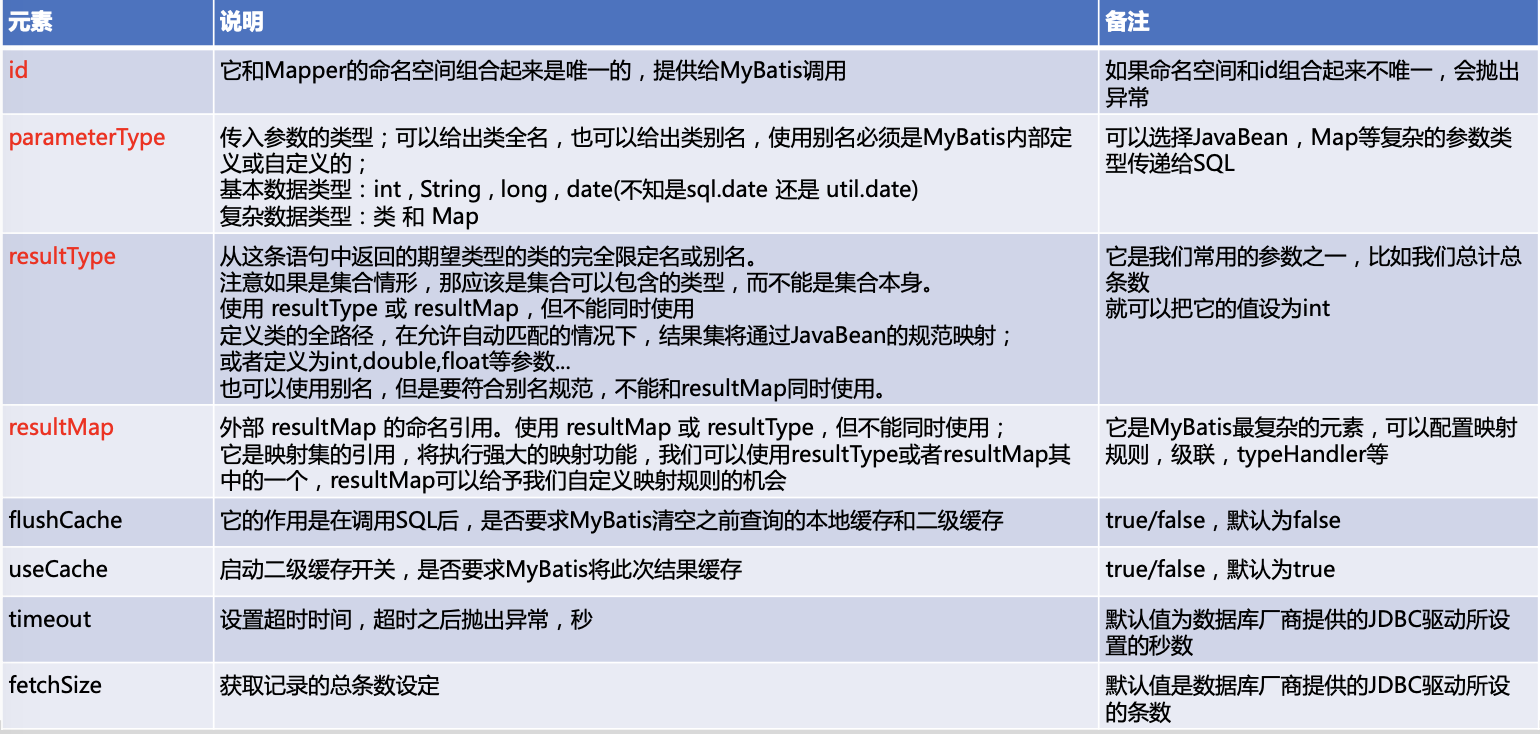 元素
说明
备注
id
它和Mapper的命名空间组合起来是唯一的，提供给MyBatis调用
如果命名空间和id组合起来不唯一，会抛出
异常
parameterType
传入参数的类型；可以给出类全名，也可以给出类别名，使用别名必须是MyBatis内部定
义或自定义的；
基本数据类型：int , String , long , date(不知是sql.date 还是 util.date)
复杂数据类型：类 和 Map
可以选择JavaBean，Map等复杂的参数类
型传递给SQL
resultType
从这条语句中返回的期望类型的类的完全限定名或别名。
注意如果是集合情形，那应该是集合可以包含的类型，而不能是集合本身。
使用 resultType 或 resultMap，但不能同时使用
定义类的全路径，在允许自动匹配的情况下，结果集将通过JavaBean的规范映射；
或者定义为int,double,float等参数...
也可以使用别名，但是要符合别名规范，不能和resultMap同时使用。
它是我们常用的参数之一，比如我们总计总
条数
就可以把它的值设为int
resultMap
外部 resultMap 的命名引用。使用 resultMap 或 resultType，但不能同时使用；
它是映射集的引用，将执行强大的映射功能，我们可以使用resultType或者resultMap其
中的一个，resultMap可以给予我们自定义映射规则的机会
它是MyBatis最复杂的元素，可以配置映射
规则，级联，typeHandler等
flushCache
它的作用是在调用SQL后，是否要求MyBatis清空之前查询的本地缓存和二级缓存
true/false，默认为false
useCache
启动二级缓存开关，是否要求MyBatis将此次结果缓存
true/false，默认为true
timeout
设置超时时间，超时之后抛出异常，秒
默认值为数据库厂商提供的JDBC驱动所设
置的秒数
fetchSize
获取记录的总条数设定
默认值是数据库厂商提供的JDBC驱动所设
的条数